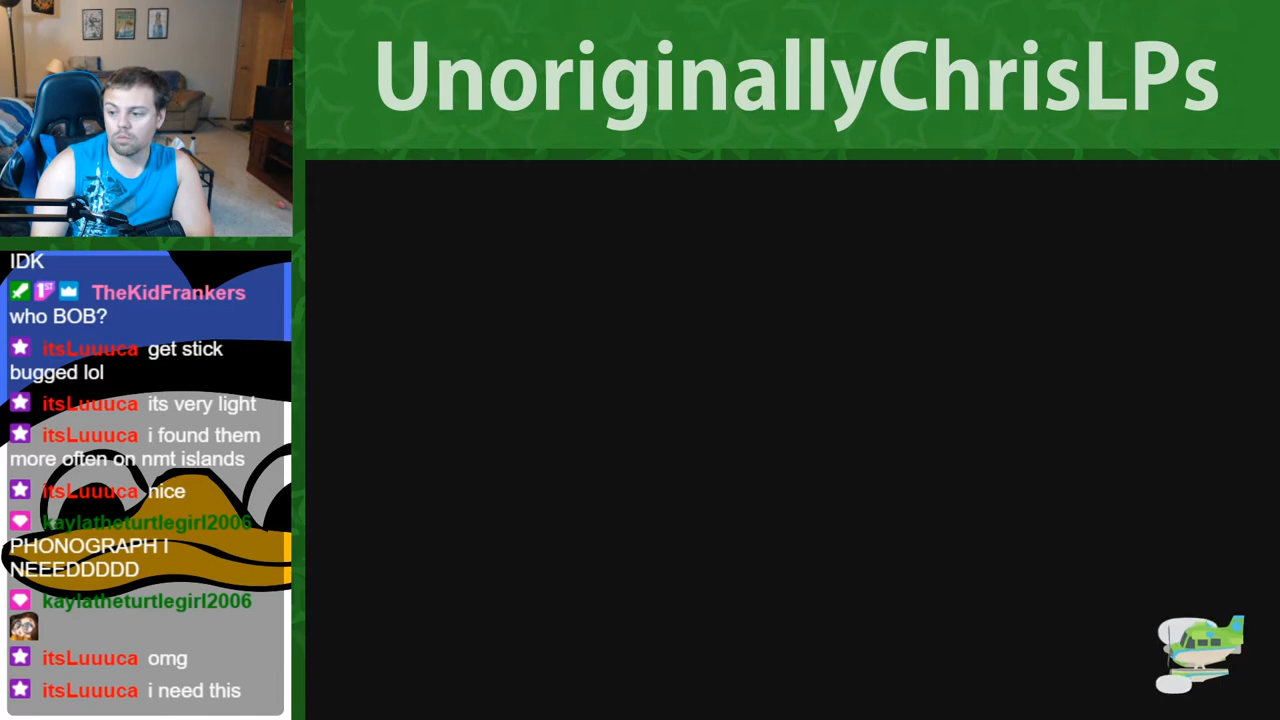 UnoriginallyChrisLPs
IDK
TheKidFrankers
who BOB?
itsLuuuca get stick
bugged lol
itsLuuuca its very light
itsLuuuca i found them
more often on nmt islands
itsLuuuca nice
kaylatheturtlegirl2006
PHONOGRAPH I
NEEEDDDDD
kaylatheturtlegirl2006
itsLuuuca omg
itsLuuuca i need this